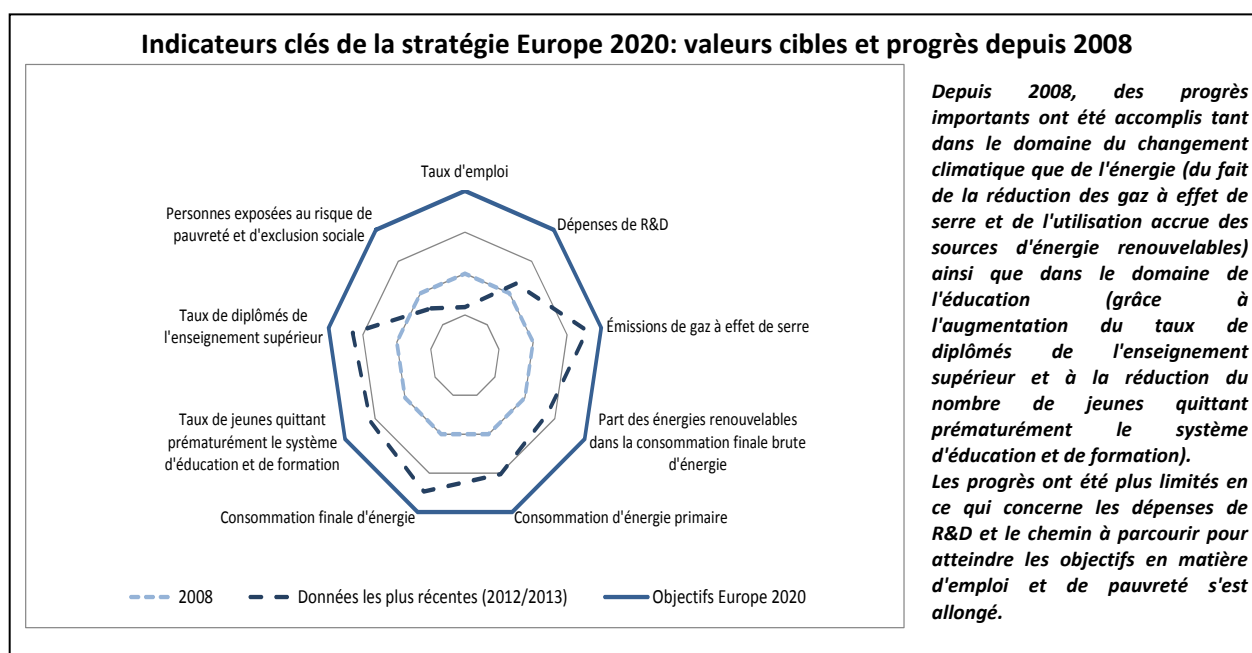 Indicateurs clés de la stratégie Europe 2020: valeurs cibles et progrès depuis 2008
Taux d'emploi
Dépenses de R&D
Émissions de gaz à effet de serre
Part des énergies renouvelables
dans la consommation finale brute
d'énergie
Consommation d'énergie primaire
Consommation finale d'énergie
Taux de jeunes quittant
prématurément le système
d'éducation et de formation
Taux de diplômés de
l'enseignement supérieur
Personnes exposées au risque de
pauvreté et d'exclusion sociale
2008
Données les plus récentes (2012/2013)
Objectifs Europe 2020
Depuis 2008, des progrès
importants ont été accomplis tant
dans le domaine du changement
climatique que de l'énergie (du fait
de la réduction des gaz à effet de
serre et de l'utilisation accrue des
sources d'énergie renouvelables)
ainsi que dans le domaine de
l'éducation (grâce à
l'augmentation du taux de
diplômés de l'enseignement
supérieur et à la réduction du
nombre de jeunes quittant
prématurément le système
d'éducation et de formation).
Les progrès ont été plus limités en
ce qui concerne les dépenses de
R&D et le chemin à parcourir pour
atteindre les objectifs en matière
d'emploi et de pauvreté s'est
allongé.